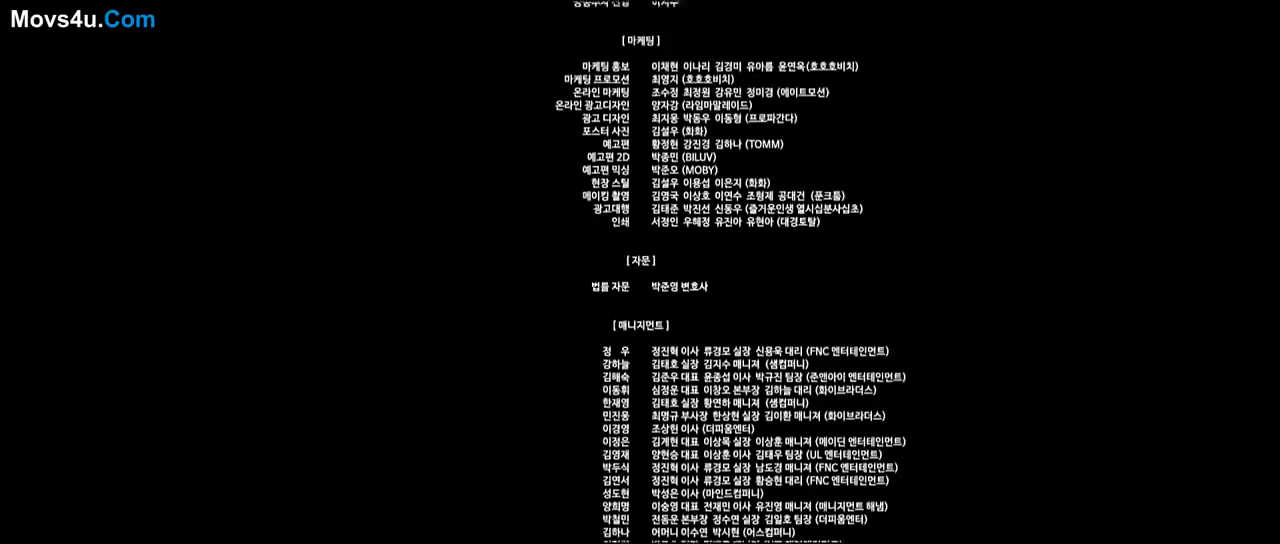 Movs4u.Com
[ 마케팅 ]
마케팅 홍보 이채현 이나리 김경미 유아름 윤연옥(호호호비치)
마케팅 프로모션 최영지 (호호호비치)
온라인 마케팅 조수정 최정원 강유민 정미경 (에이트모션)
온라인 광고디자인 양자강 (라임마말레이드)
광고 디자인 최지웅 박동우 이동형 (프로파간다)
포스터 사진 김설우 (화화)
예고편 황정현 강진경 김하나 (TOMM)
예고편 2D 박종민 (BILUV)
예고편 믹싱 박준오 (MOBY)
현장 스틸 김설우 이용섭 이은지 (화화)
메이킹 촬영 김영국 이상호 이연수 조형제 공대건 (푼크툼)
광고대행 김태준 박진선 신동우 (즐거운인생 열시십분사십초)
인쇄 서정인 우혜정 유진아 유현아 (대경토탈)
[ 자문 ]
법률 자문 박준영 변호사
[ 매니지먼트 ]
정 우 정진혁 이사 류경모 실장 신용욱 대리 (FNC 엔터테인먼트)
강하늘 김태호 실장 김지수 매니져 (샘컴퍼니)
김해숙 김준우 대표 윤종섭 이사 박규진 팀장 (준앤아이 엔터테인먼트)
이동휘 심정운 대표 이창오 본부장 김하늘 대리 (화이브라더스)
한재영 김태호 실장 황연하 매니져 (샘컴퍼니)
민진웅 최명규 부사장 한상현 실장 김이환 매니져 (화이브라더스)
이경영 조상헌 이사 (더피움엔터)
이정은 김계현 대표 이상목 실장 이상훈 매니져 (메이딘 엔터테인먼트)
김영재 양현승 대표 이상훈 이사 김태우 팀장 (UL 엔터테인먼트)
박두식 정진혁 이사 류경모 실장 남도경 매니져 (FNC 엔터테인먼트)
김연서 정진혁 이사 류경모 실장 황승현 대리 (FNC 엔터테인먼트)
성도현 박성은 이사 (마인드컴퍼니)
양희명 이승영 대표 전재민 이사 유진영 매니져 (매니지먼트 해냄)
박철민 전동운 본부장 정수연 실장 김일호 팀장 (더피움엔터)
김하나 어머니 이수연 박시현 (어스컴퍼니)